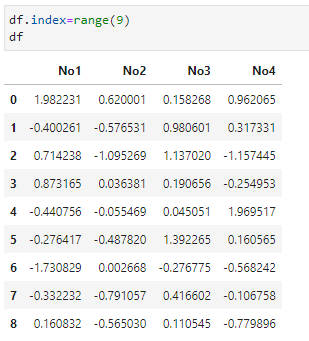 df.index=range(9)
df
No1 No2 No3 No4
0 1.982231 0.620001 0.158268 0.962065
1 -0.400261 -0.576531 0.980601 0.317331
2 0.714238 -1.095269 1.137020 -1.157445
3 0.873165 0.036381 0.190656 -0.254953
4 -0.440756 -0.055469 0.045051 1.969517
5 -0.276417 -0.487820 1.392265 0.160565
6 -1.730829 0.002668 -0.276775 -0.568242
7 -0.332232 -0.791057 0.416602 -0.106758
8 0.160832 -0.565030 0.110545 -0.779896